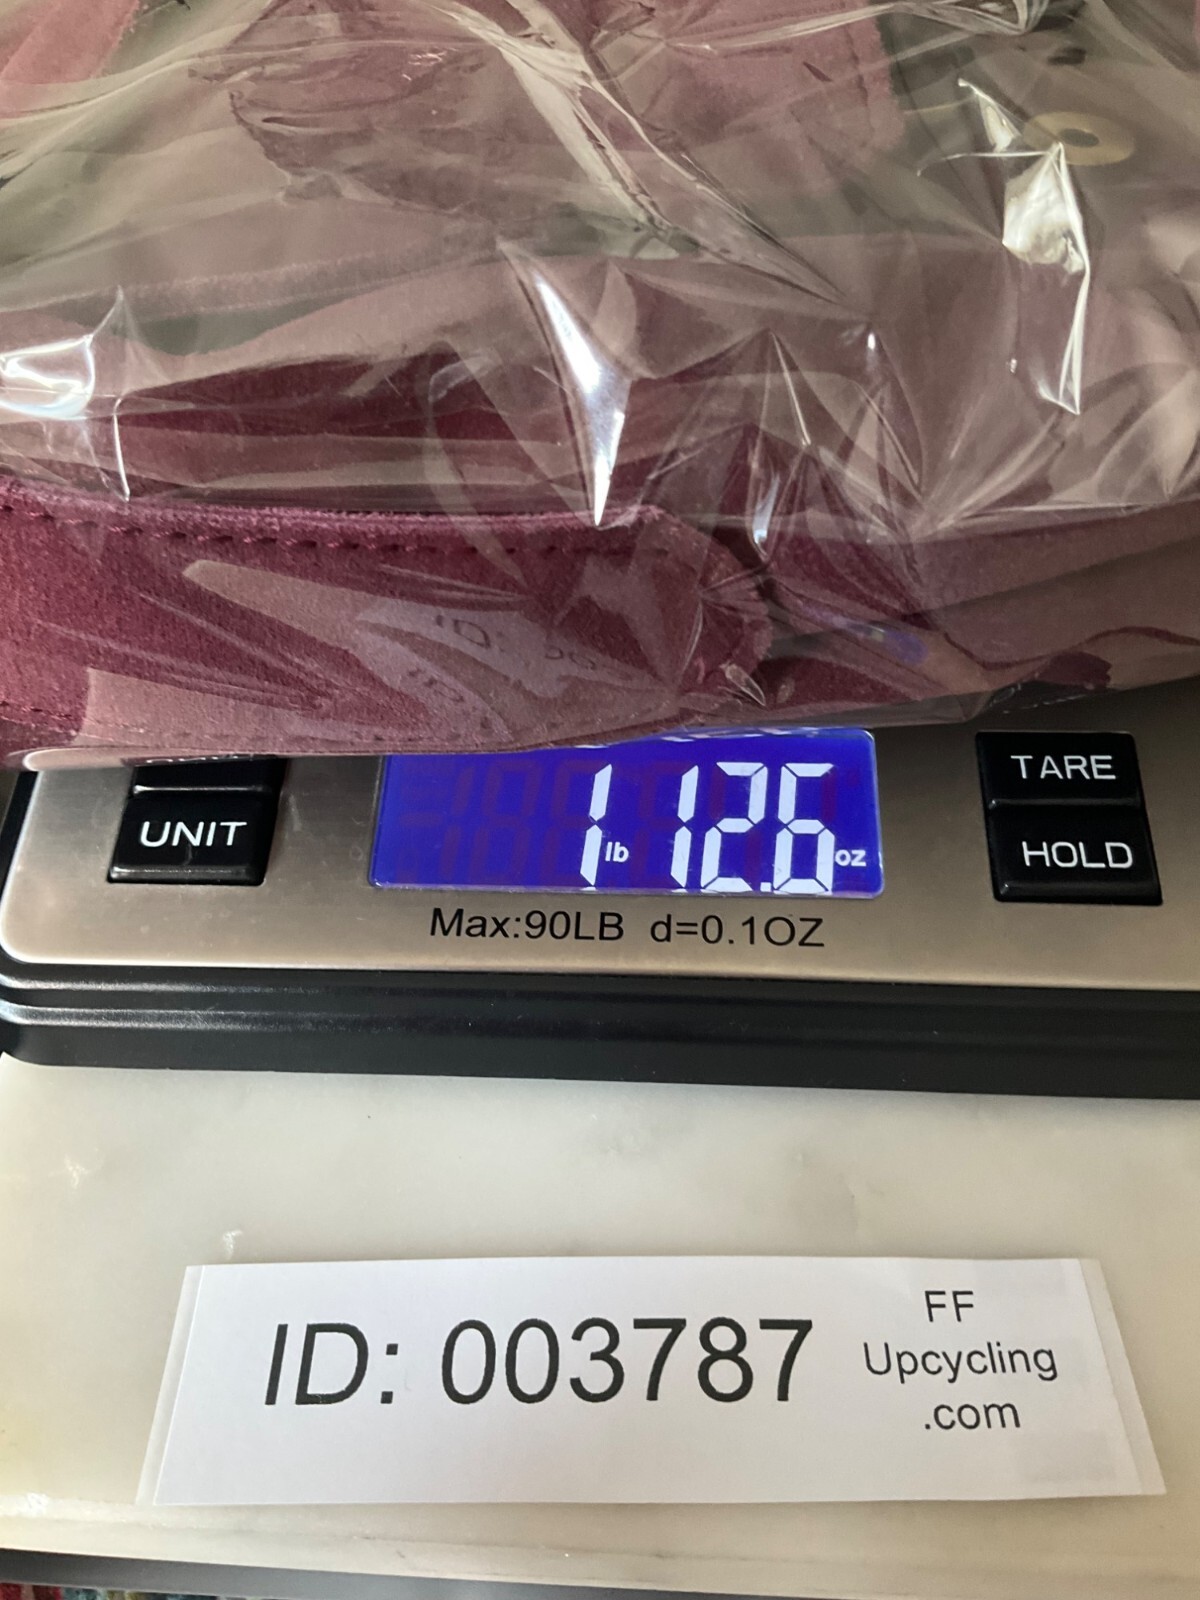 UNIT
1 lb 12.6 oz
TARE
HOLD
Max:90LB d=0.1OZ
ID: 003787
FF
Upcycling
.com